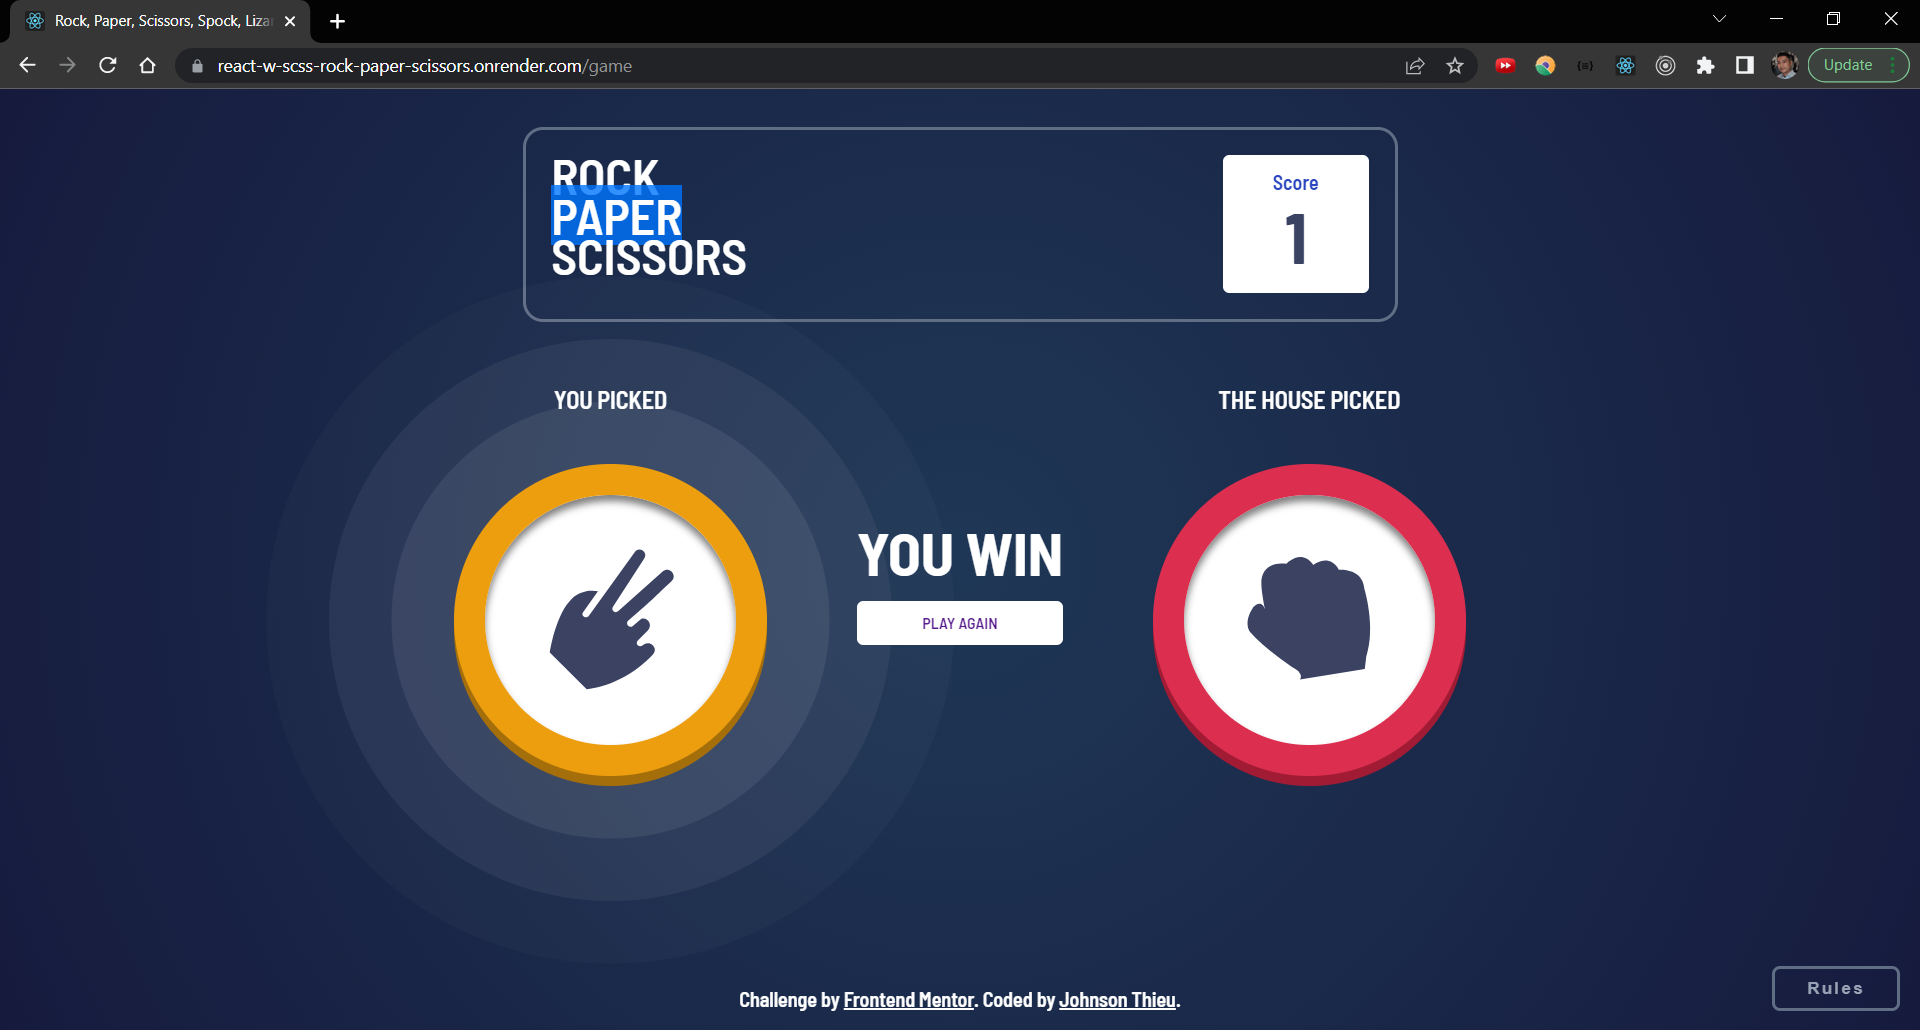 Rock, Paper, Scissors, Spock, Liza
react-w-scss-rock-paper-scissors.onrender.com/game
Update
ROCK
PAPER
SCISSORS
Score
1
YOU PICKED
THE HOUSE PICKED
YOU WIN
PLAY AGAIN
Challenge by Frontend Mentor. Coded by Johnson Thieu.
Rules